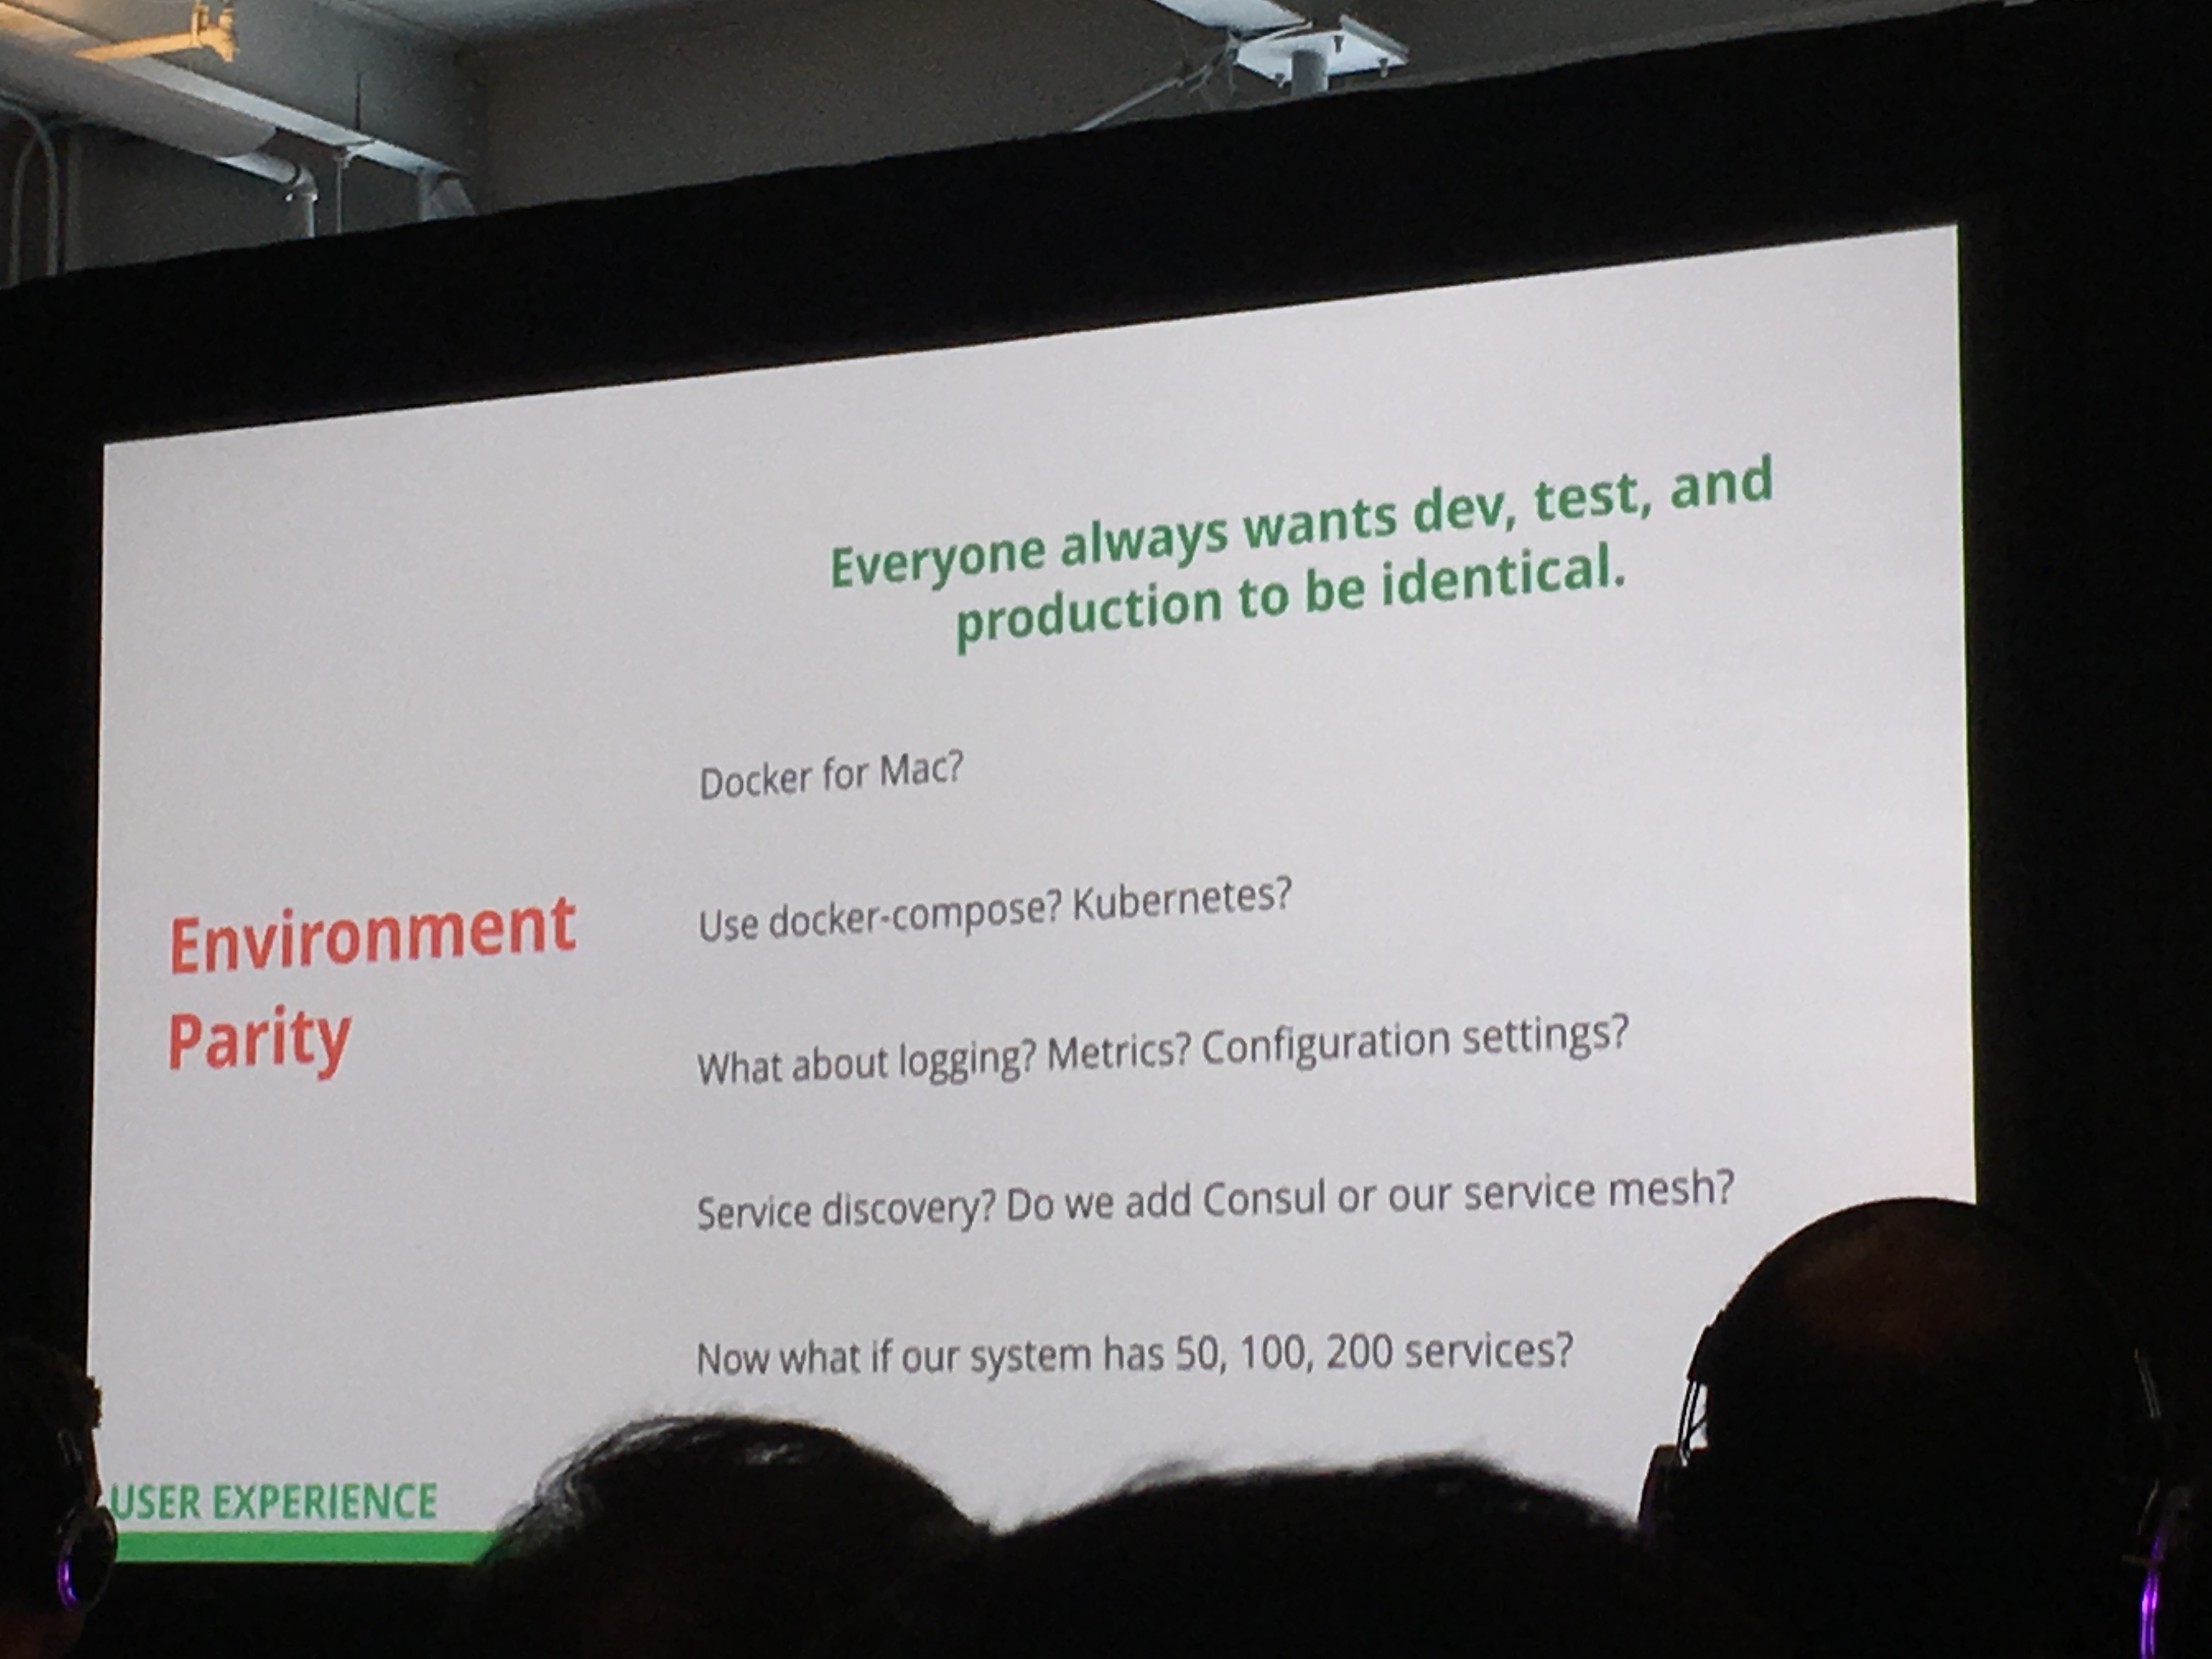 Everyone always wants dev, test, and
production to be identical.
Environment
Parity
Docker for Mac?
Use docker-compose? Kubernetes?
What about logging? Metrics? Configuration settings?
Service discovery? Do we add Consul or our service mesh?
Now what if our system has 50, 100, 200 services?
USER EXPERIENCE